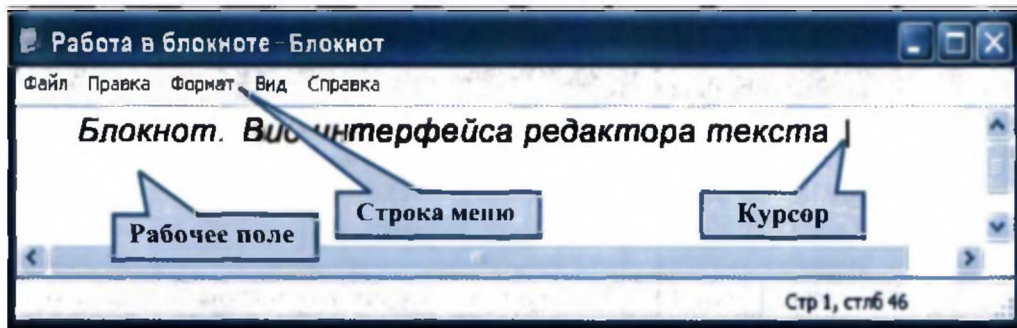 Работа в блокноте - Блокнот
Файл Правка Формат Вид Справка
Блокнот. Вид интерфейса редактора текста
Рабочее поле
Строка меню
Курсор
Стр 1, стлб 46